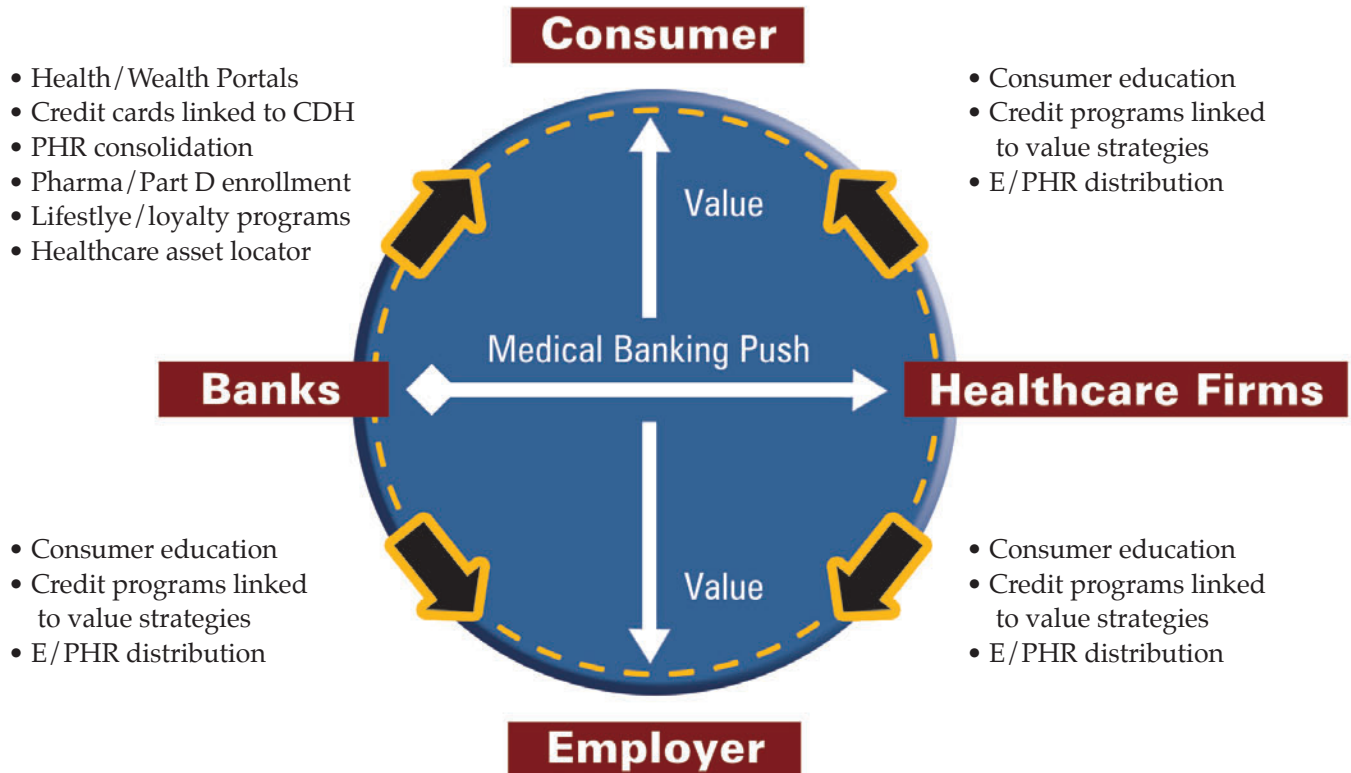 Consumer
• Health/Wealth Portals
• Credit cards linked to CDH
• PHR consolidation
• Pharma/Part D enrollment
• Lifestlye/loyalty programs
• Healthcare asset locator
• Consumer education
• Credit programs linked
to value strategies
• E/PHR distribution
Value
Medical Banking Push
Banks
Healthcare Firms
• Consumer education
• Credit programs linked
to value strategies
• E/PHR distribution
Value
• Consumer education
• Credit programs linked
to value strategies
• E/PHR distribution
Employer